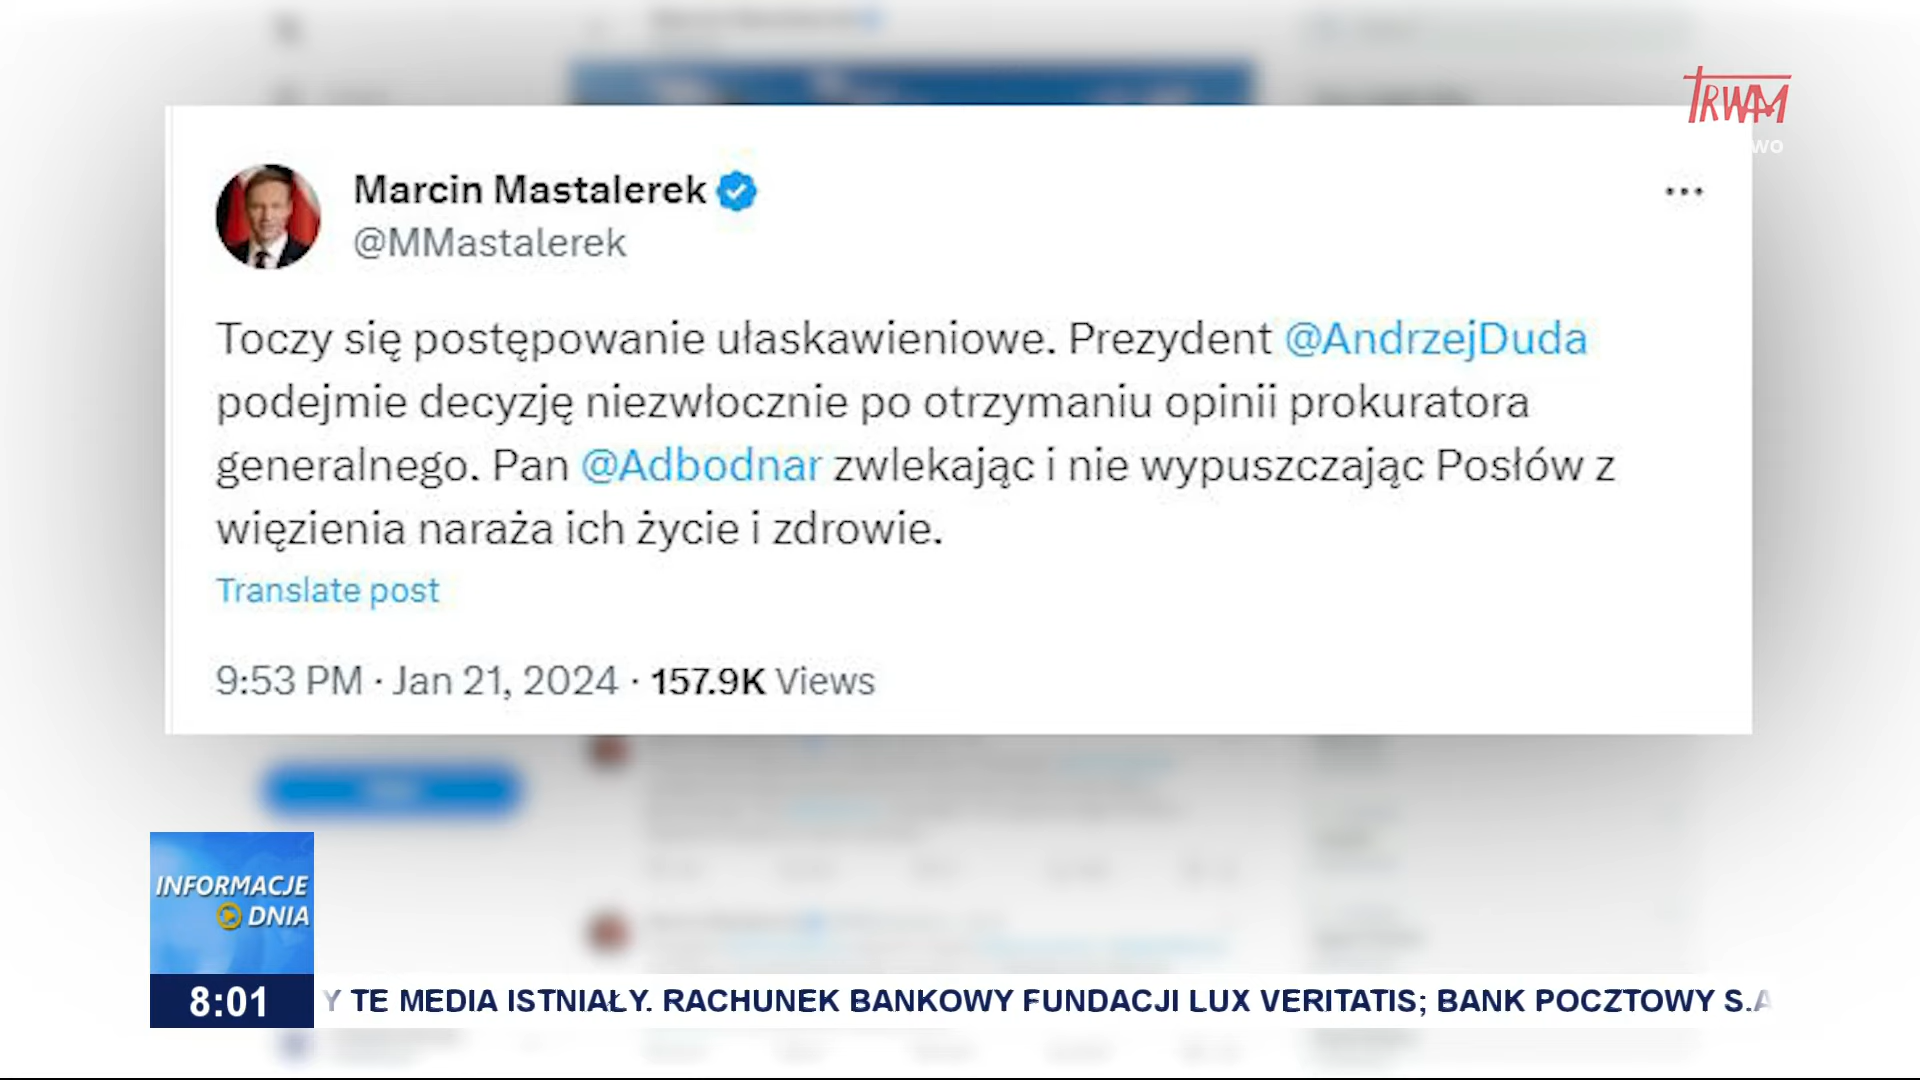 TRWAM
WO
Marcin Mastalerek
@MMastalerek
Toczy się postępowanie ułaskawieniowe. Prezydent @AndrzejDuda
podejmie decyzję niezwłocznie po otrzymaniu opinii prokuratora
generalnego. Pan @Adbodnar zwlekając i nie wypuszczając Posłów z
więzienia naraża ich życie i zdrowie.
Translate post
9:53 PM · Jan 21, 2024 · 157.9K Views
INFORMACJE
DNIA
8:01
Y TE MEDIA ISTNIAŁY. RACHUNEK BANKOWY FUNDACJI LUX VERITATIS; BANK POCZTOWY S.A